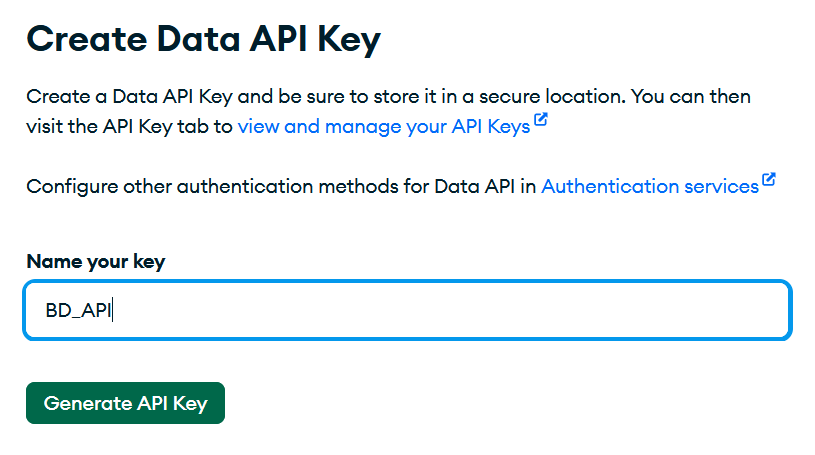 Create Data API Key
Create a Data API Key and be sure to store it in a secure location. You can then
visit the API Key tab to view and manage your API Keys
Configure other authentication methods for Data API in Authentication services
Name your key
BD_API
Generate API Key